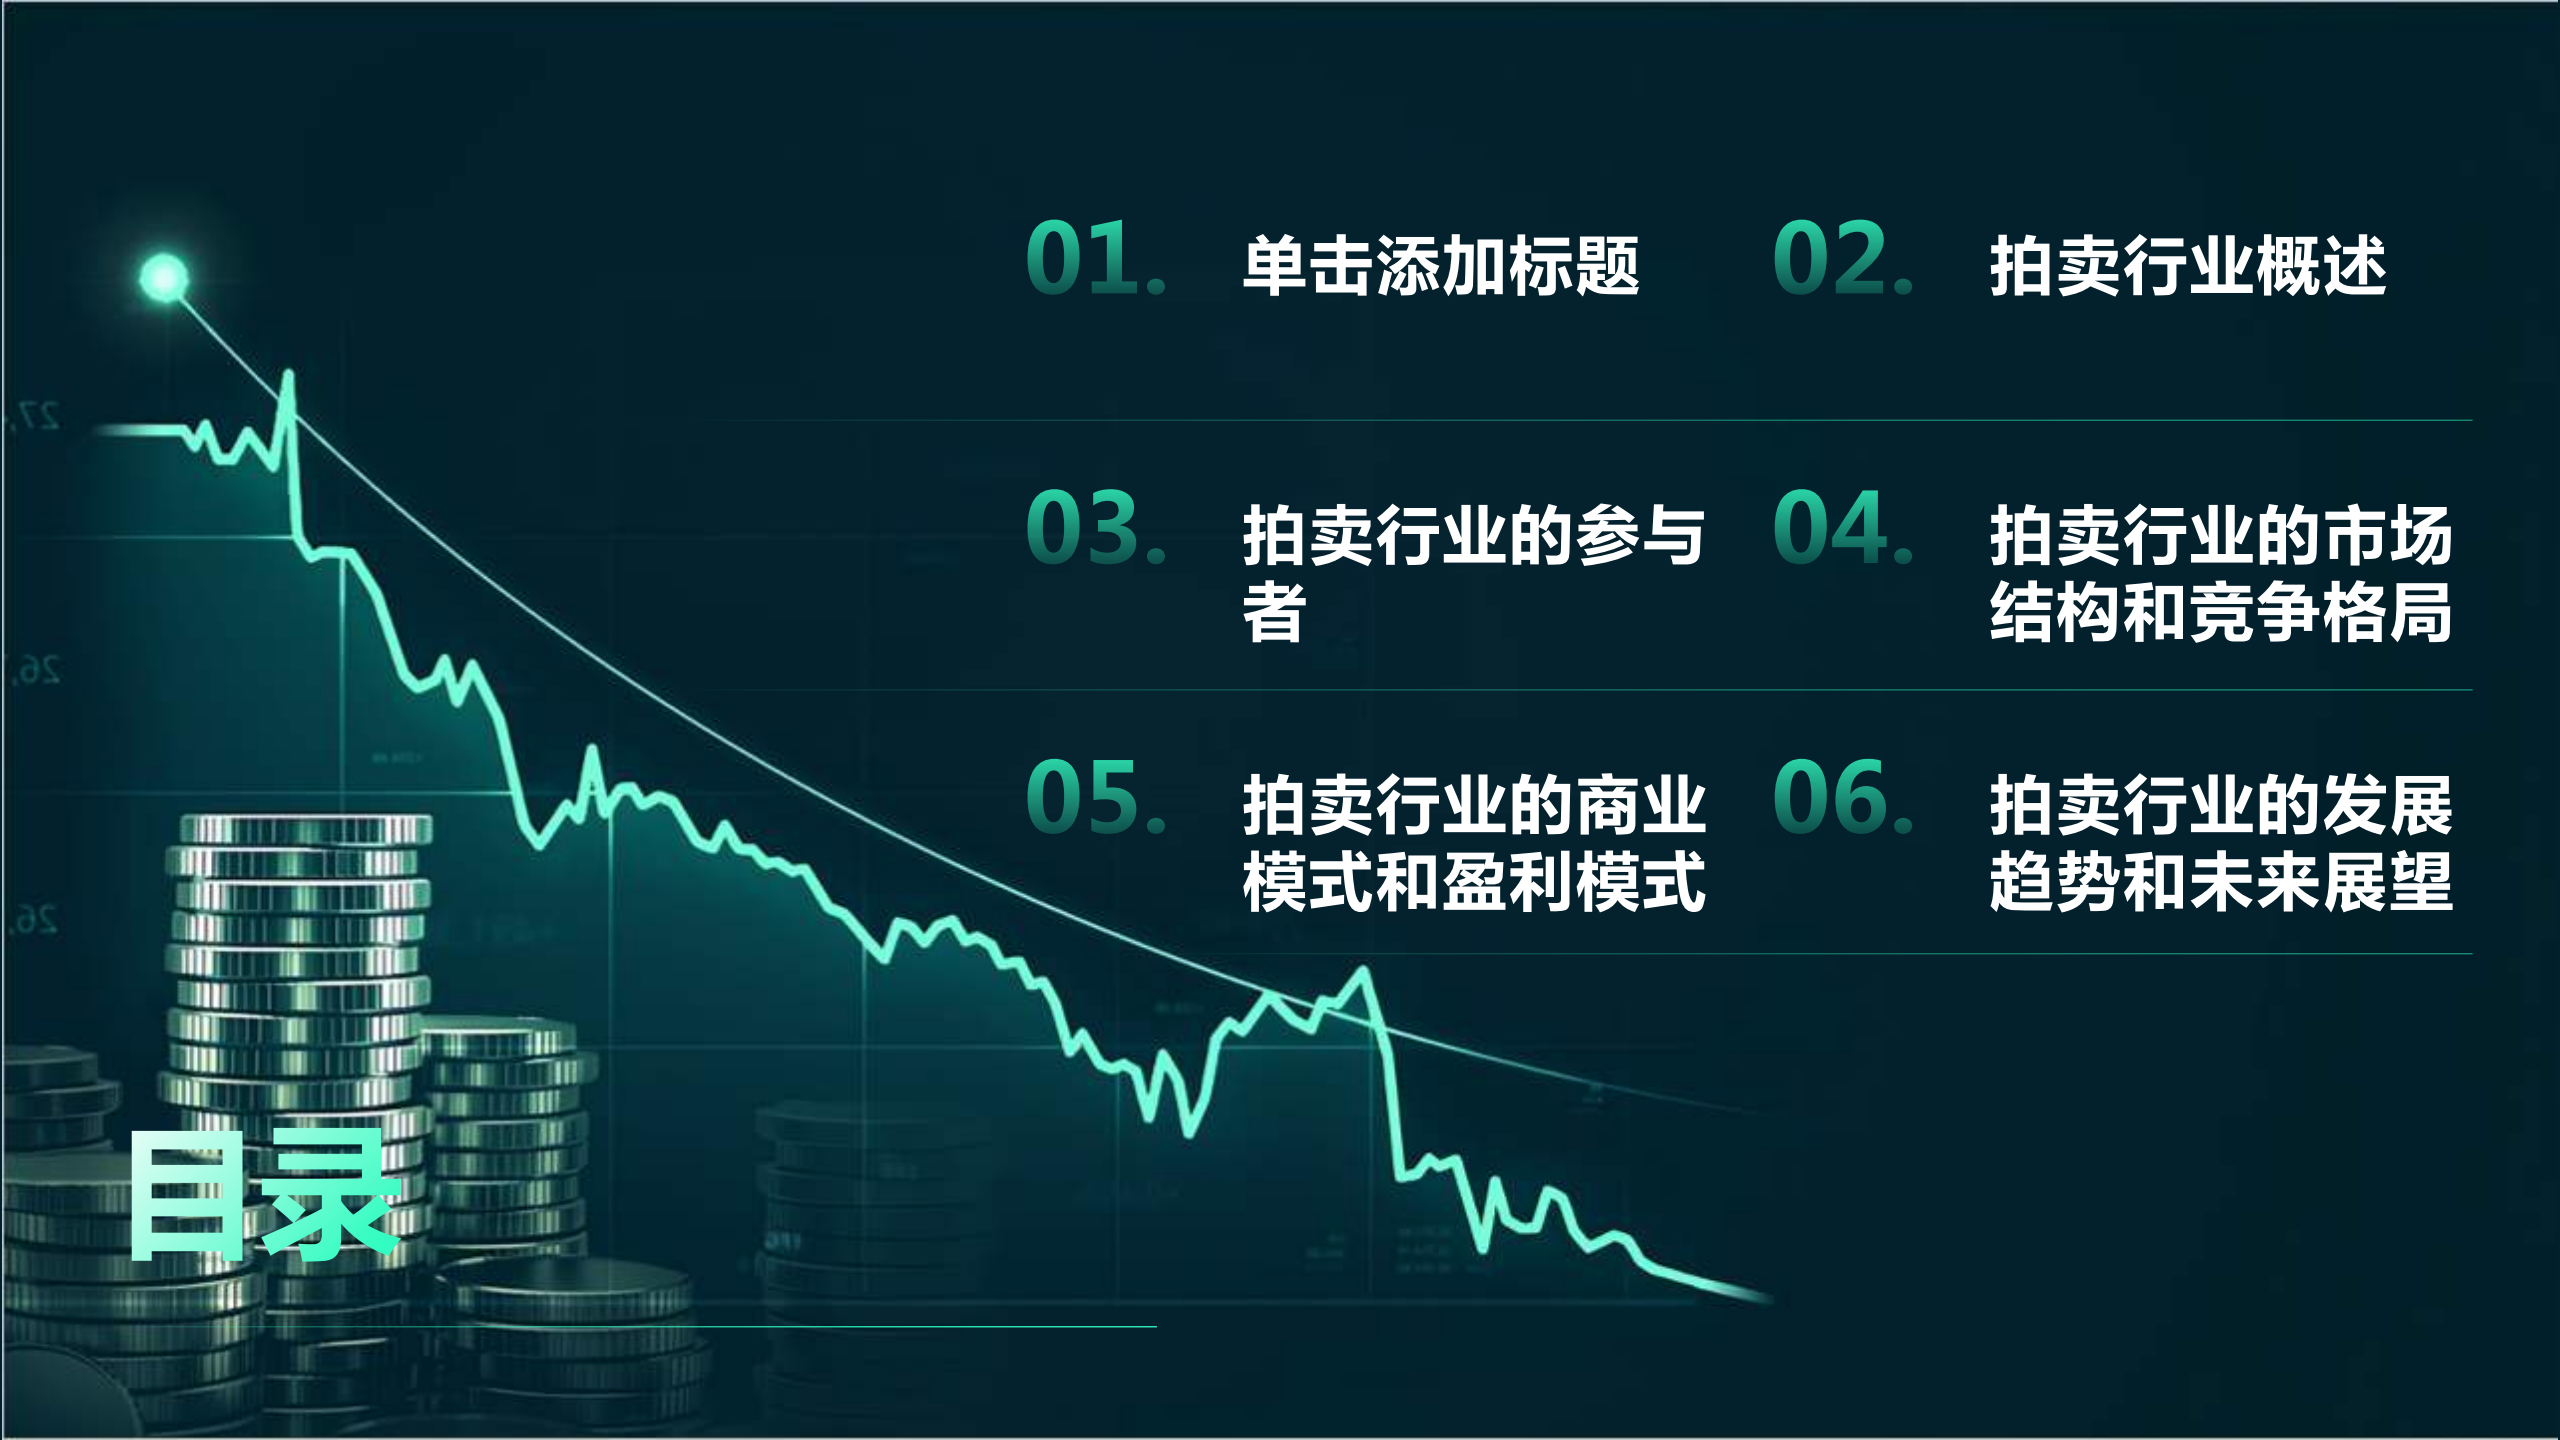 01.
单击添加标题
02.
拍卖行业概述
03.
拍卖行业的参与
者
04.
拍卖行业的市场
结构和竞争格局
05.
拍卖行业的商业
模式和盈利模式
06.
拍卖行业的发展
趋势和未来展望
目录